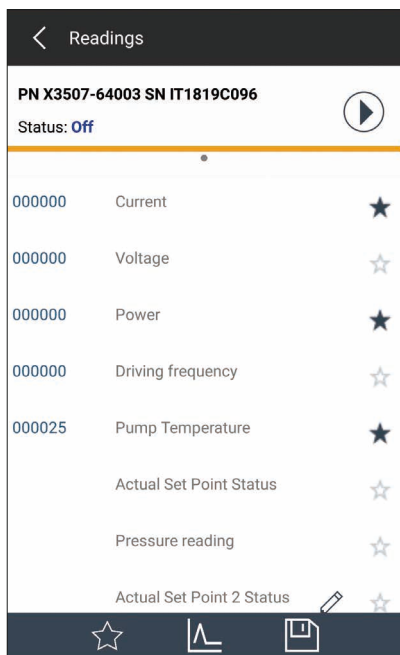 Readings
PN X3507-64003 SN IT1819C096
Status: Off
000000 Current
000000 Voltage
000000 Power
000000 Driving frequency
000025 Pump Temperature
Actual Set Point Status
Pressure reading
Actual Set Point 2 Status